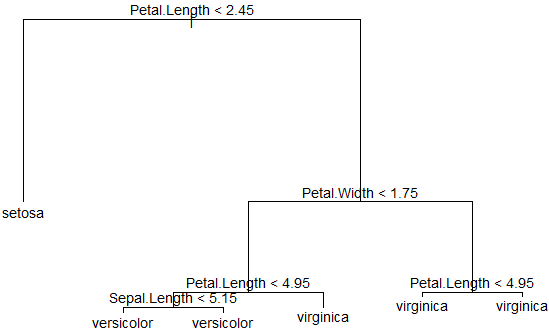 Petal.Length < 2.45
Petal.Width < 1.75
setosa
Petal.Length < 4.95
Petal.Length < 4.95
Sepal.Length < 5.15
virginica
virginica
virginica
versicolor
versicolor